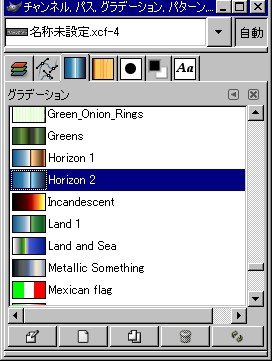 チャンネル, パス, グラデーション, パターン...
名称未設定.xcf-4
自動
Aa
グラデーション
Green_Onion_Rings
Greens
Horizon 1
Horizon 2
Incandescent
Land 1
Land and Sea
Metallic Something
Mexican flag